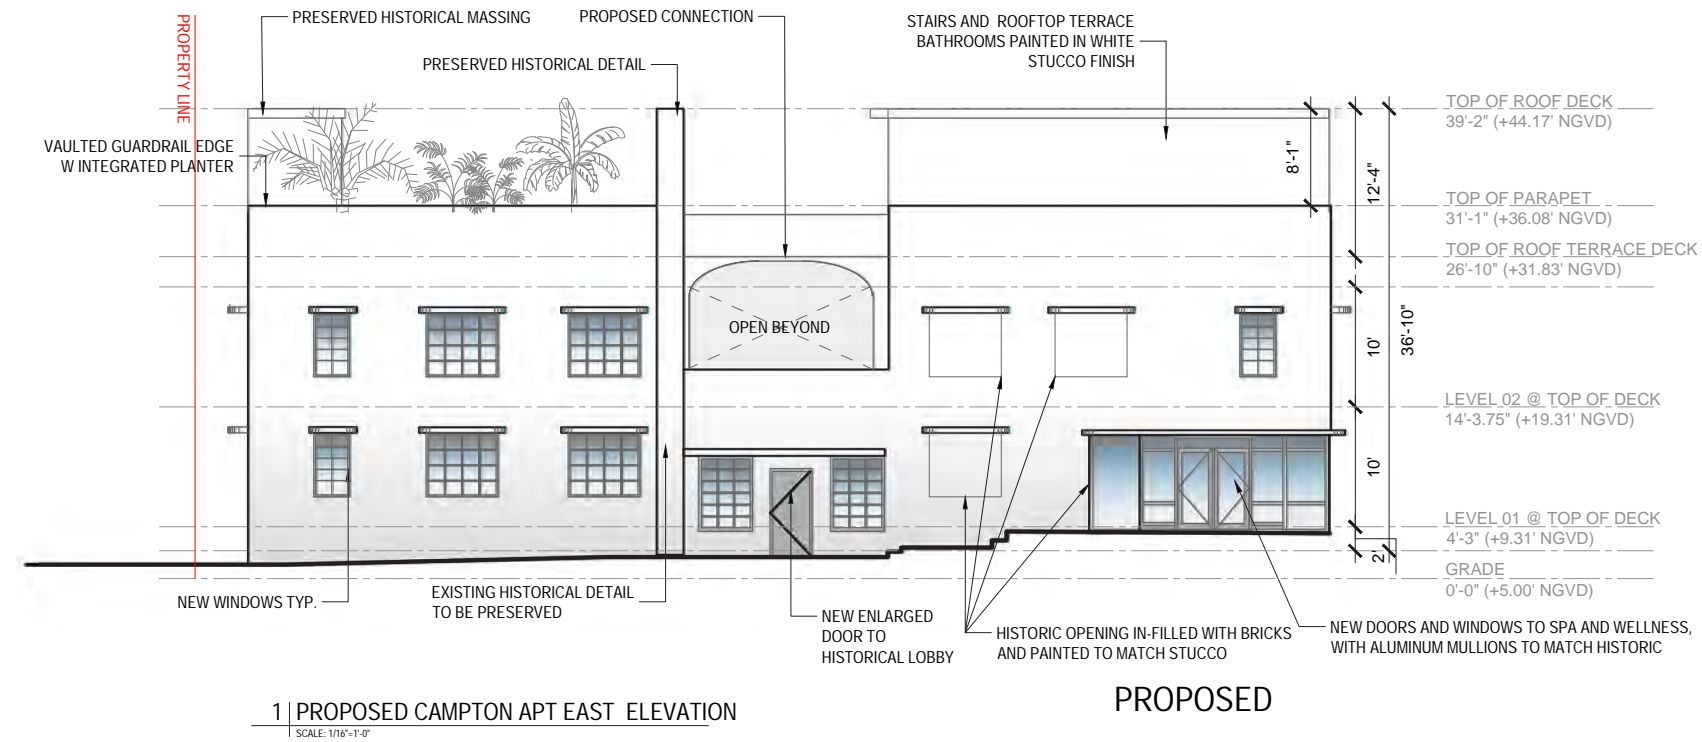 PRESERVED HISTORICAL MASSING
PROPOSED CONNECTION
STAIRS AND ROOFTOP TERRACE
BATHROOMS PAINTED IN WHITE
STUCCO FINISH
PROPERTY LINE
PRESERVED HISTORICAL DETAIL
VAULTED GUARDRAIL EDGE
W INTEGRATED PLANTER
TOP OF ROOF DECK
39'-2" (+44.17' NGVD)
8'-1"
12'-4"
TOP OF PARAPET
31'-1" (+36.08' NGVD)
TOP OF ROOF TERRACE DECK
26'-10" (+31.83' NGVD)
OPEN BEYOND
10'
36'-10"
LEVEL 02 @ TOP OF DECK
14'-3.75" (+19.31' NGVD)
10'
LEVEL 01 @ TOP OF DECK
4'-3" (+9.31' NGVD)
2'
GRADE
0'-0" (+5.00' NGVD)
NEW WINDOWS TYP.
EXISTING HISTORICAL DETAIL
TO BE PRESERVED
NEW ENLARGED
DOOR TO
HISTORICAL LOBBY
HISTORIC OPENING IN-FILLED WITH BRICKS
AND PAINTED TO MATCH STUCCO
NEW DOORS AND WINDOWS TO SPA AND WELLNESS,
WITH ALUMINUM MULLIONS TO MATCH HISTORIC
PROPOSED
1 PROPOSED CAMPTON APT EAST ELEVATION
SCALE: 1/16"=1'-0"